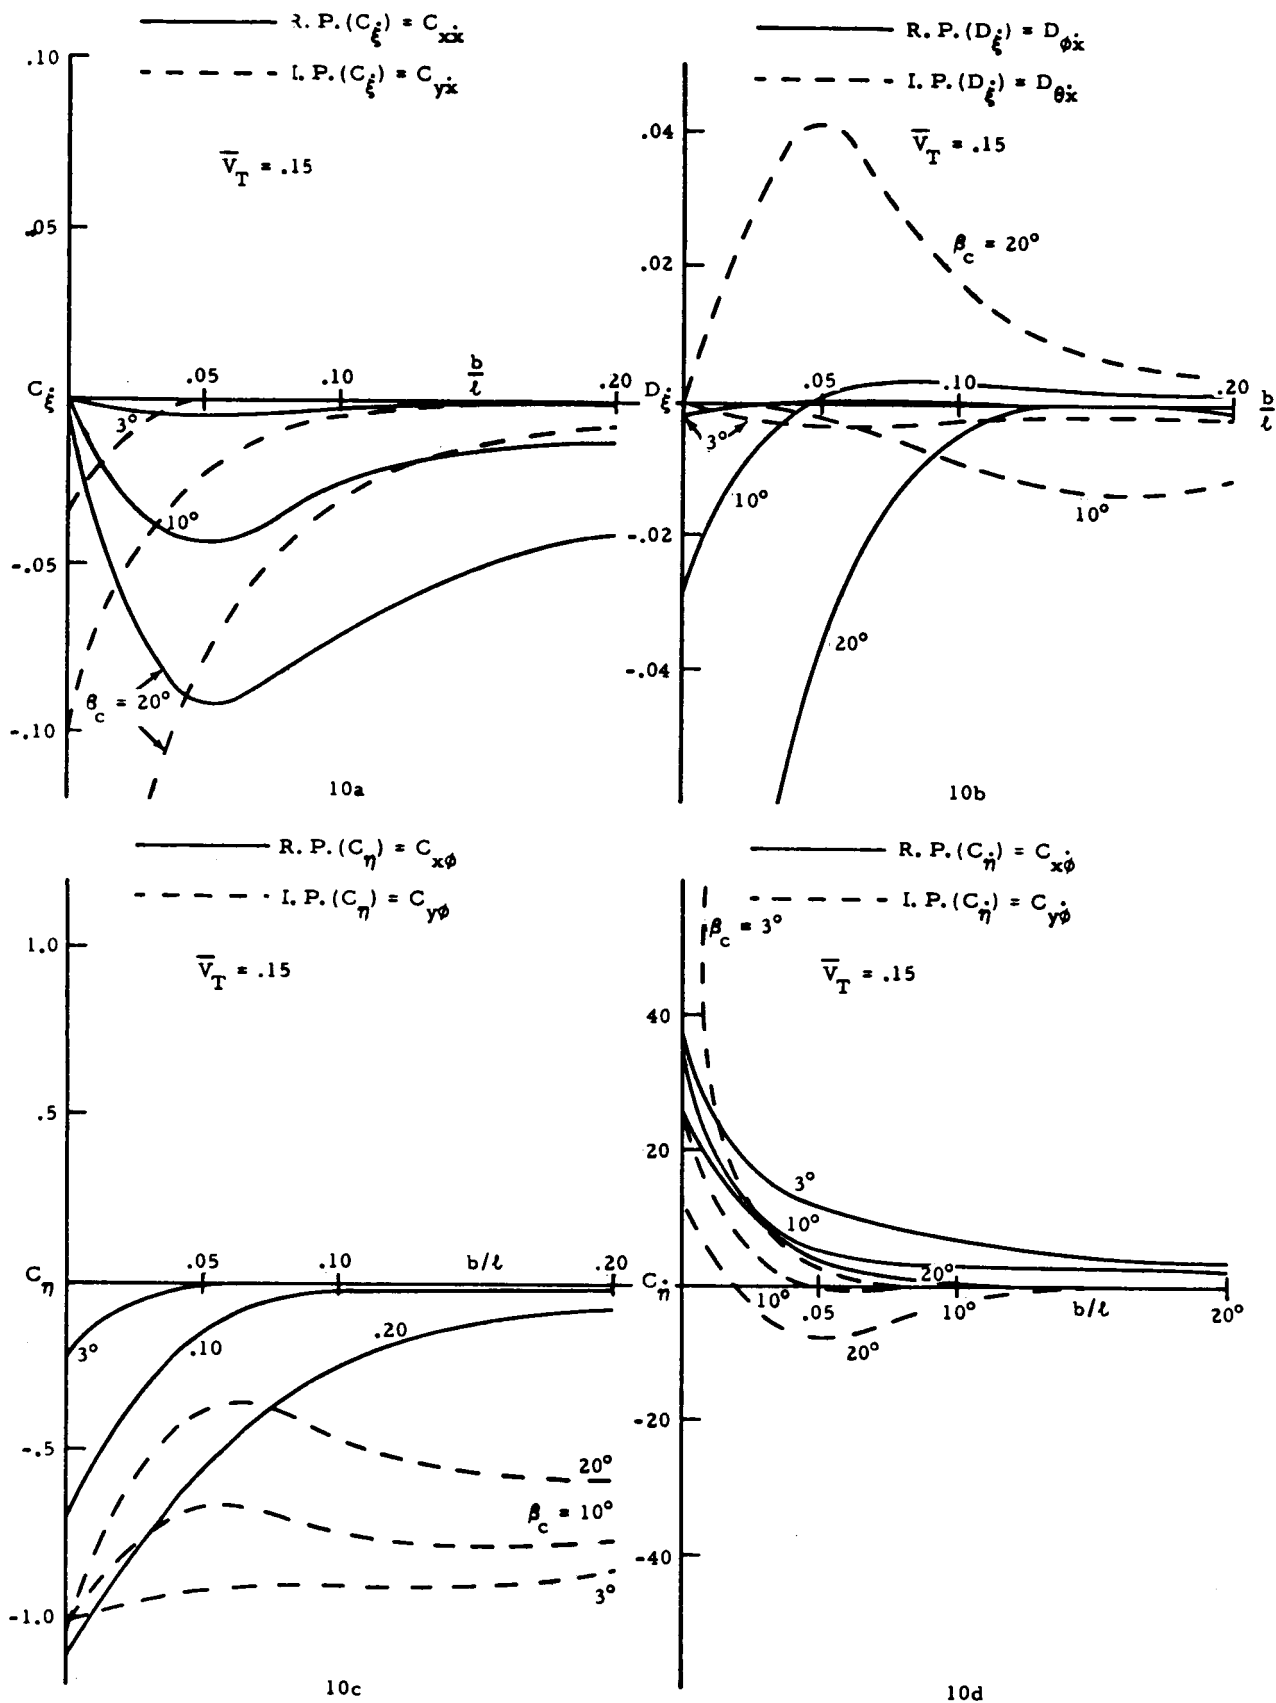 R. P.(C_ξ̇) = C_xẋ
I. P.(C_ξ̇) = C_yẋ
V̄_T = .15
.10
.05
C_ξ̇
.05
.10
b/ℓ
.20
3°
10°
-.05
β_c = 20°
-.10
10a
R. P.(D_ξ̇) = D_φẋ
I. P.(D_ξ̇) = D_θẋ
V̄_T = .15
.04
β_c = 20°
.02
D_ξ̇
.05
.10
.20
b/ℓ
3°
10°
10°
-.02
20°
-.04
10b
R. P.(C_η) = C_xφ
I. P.(C_η) = C_yφ
V̄_T = .15
1.0
.5
C_η
.05
.10
b/ℓ
.20
3°
.10
.20
-.5
20°
β_c = 10°
3°
-1.0
10c
R. P.(C_η̇) = C_xφ̇
I. P.(C_η̇) = C_yφ̇
β_c = 3°
V̄_T = .15
40
20
3°
10°
20°
C_η̇
10°
.05
10°
b/ℓ
20°
20°
-20
-40
10d